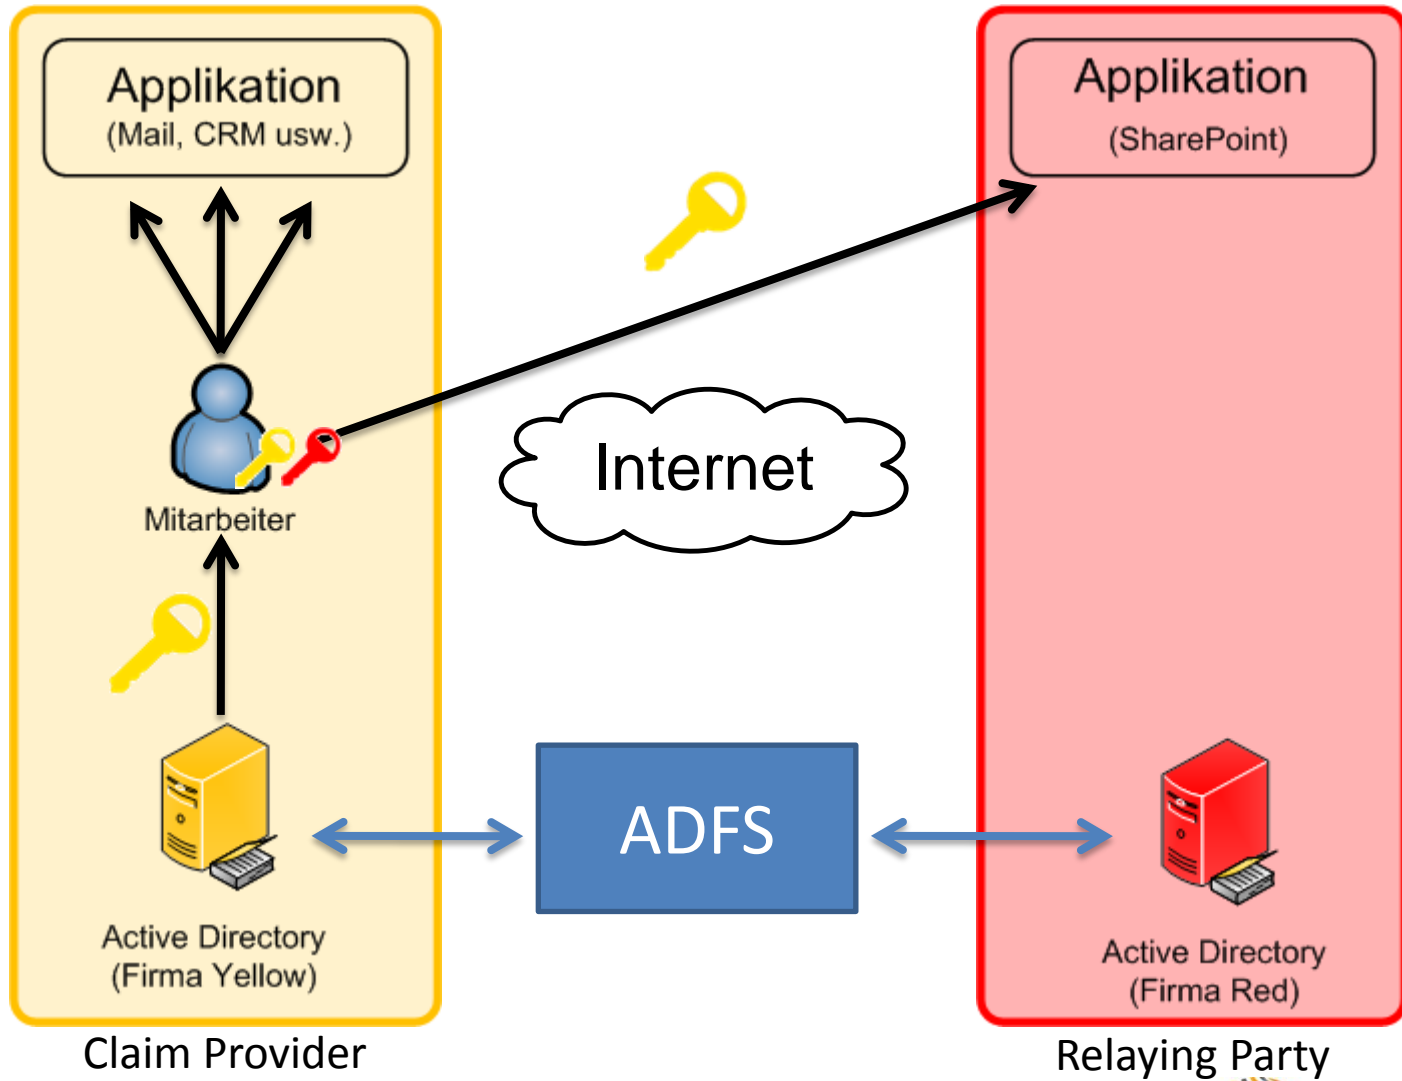 Applikation
(Mail, CRM usw.)
Applikation
(SharePoint)
Internet
Mitarbeiter
ADFS
Active Directory
(Firma Yellow)
Active Directory
(Firma Red)
Claim Provider
Relaying Party